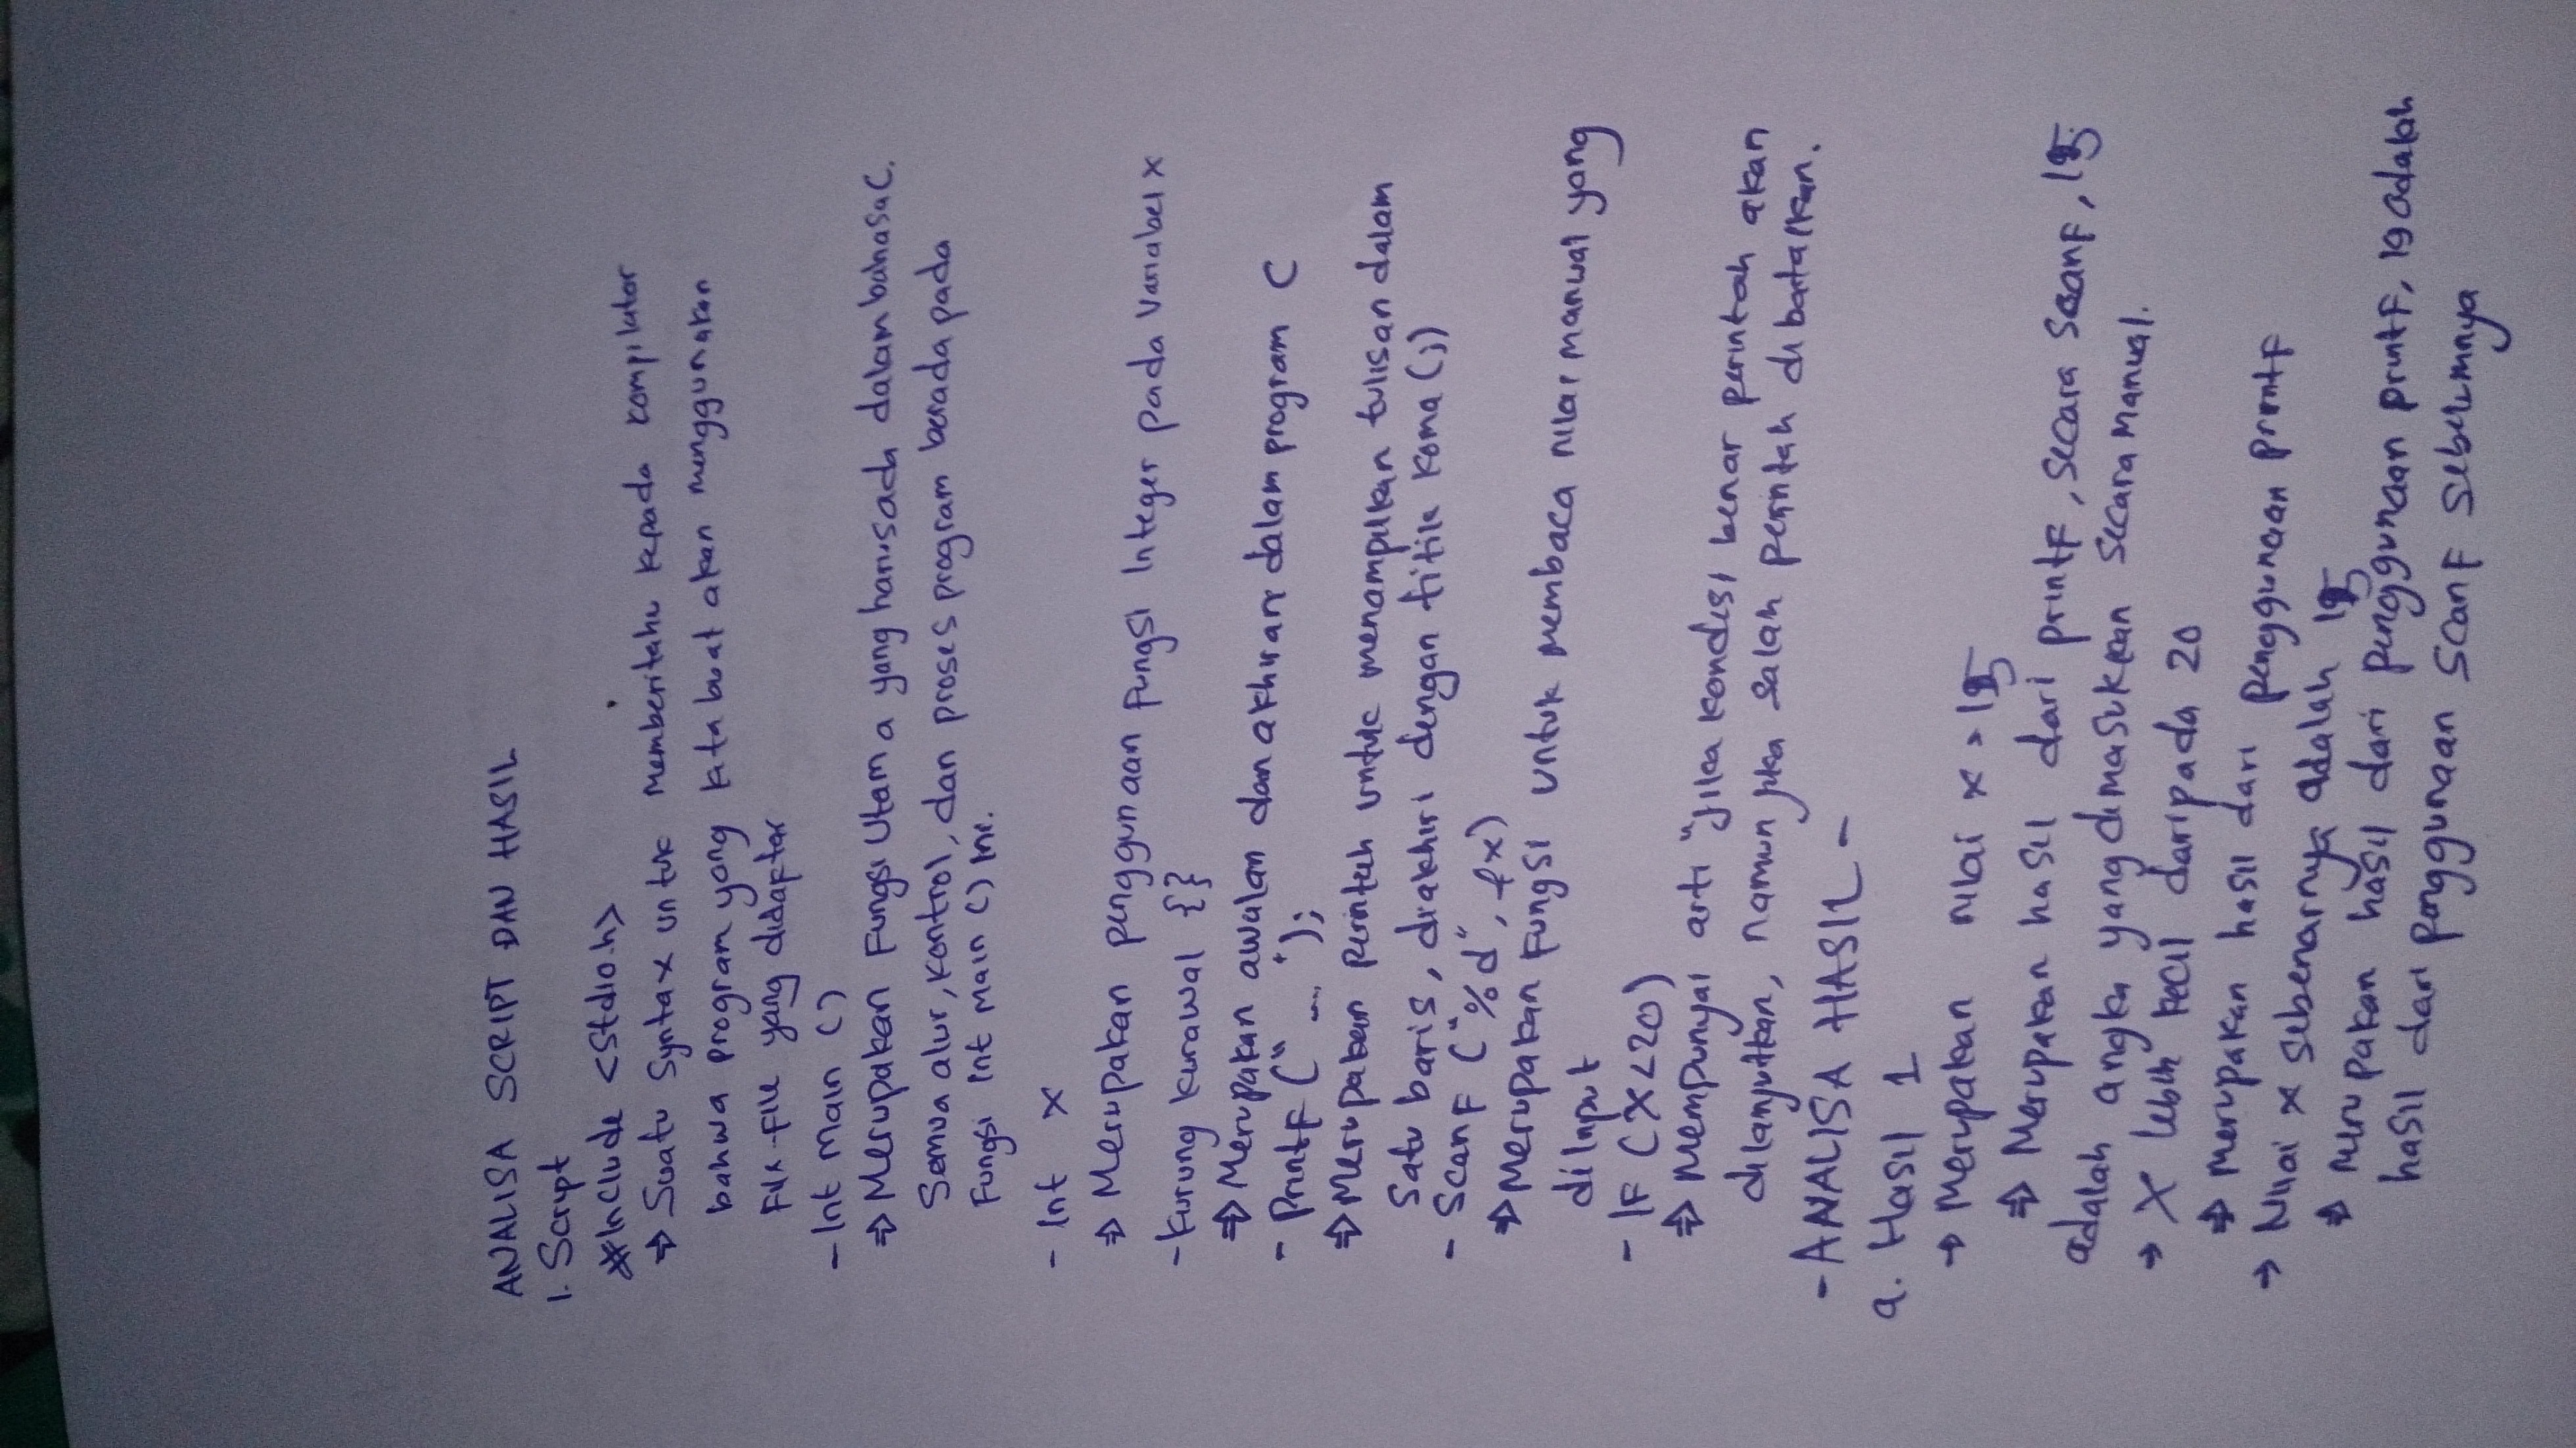 ANALISA SCRIPT DAN HASIL
1. Script
#Include <Stdio.h>
⇒ Suatu Syntax untuk memberitahu kepada kompilator
bahwa program yang kita buat akan menggunakan
File-File yang didaftar
- Int Main ()
⇒ Merupakan Fungsi Utama yang harus ada dalam bahasa C.
Semua alur, kontrol, dan proses program berada pada
Fungsi Int Main () Ini.
- Int x
⇒ Merupakan penggunaan Fungsi Integer pada Variabel x
- Kurung kurawal {}
⇒ Merupakan awalan dan akhiran dalam program C
- PrintF (" .... ");
⇒ Merupakan perintah untuk menampilkan tulisan dalam
Satu baris, diakhiri dengan titik koma (;)
- ScanF ("%d", &x)
⇒ Merupakan Fungsi untuk membaca nilai manual yang
diInput
- IF (X<20)
⇒ Mempunyai arti "Jika kondisi benar perintah akan
dilanjutkan, namun jika salah perintah dibatalkan.
- ANALISA HASIL -
a. Hasil 1
→ Merupakan nilai x > 15
⇒ Merupakan hasil dari printF, secara ScanF, 15
adalah angka yang dimasukkan secara Manual.
→ X lebih kecil daripada 20
⇒ Merupakan hasil dari penggunaan PrintF
→ Nilai x sebenarnya adalah 15
⇒ Merupakan hasil dari penggunaan printF, 19 adalah
hasil dari penggunaan ScanF Sebelumnya